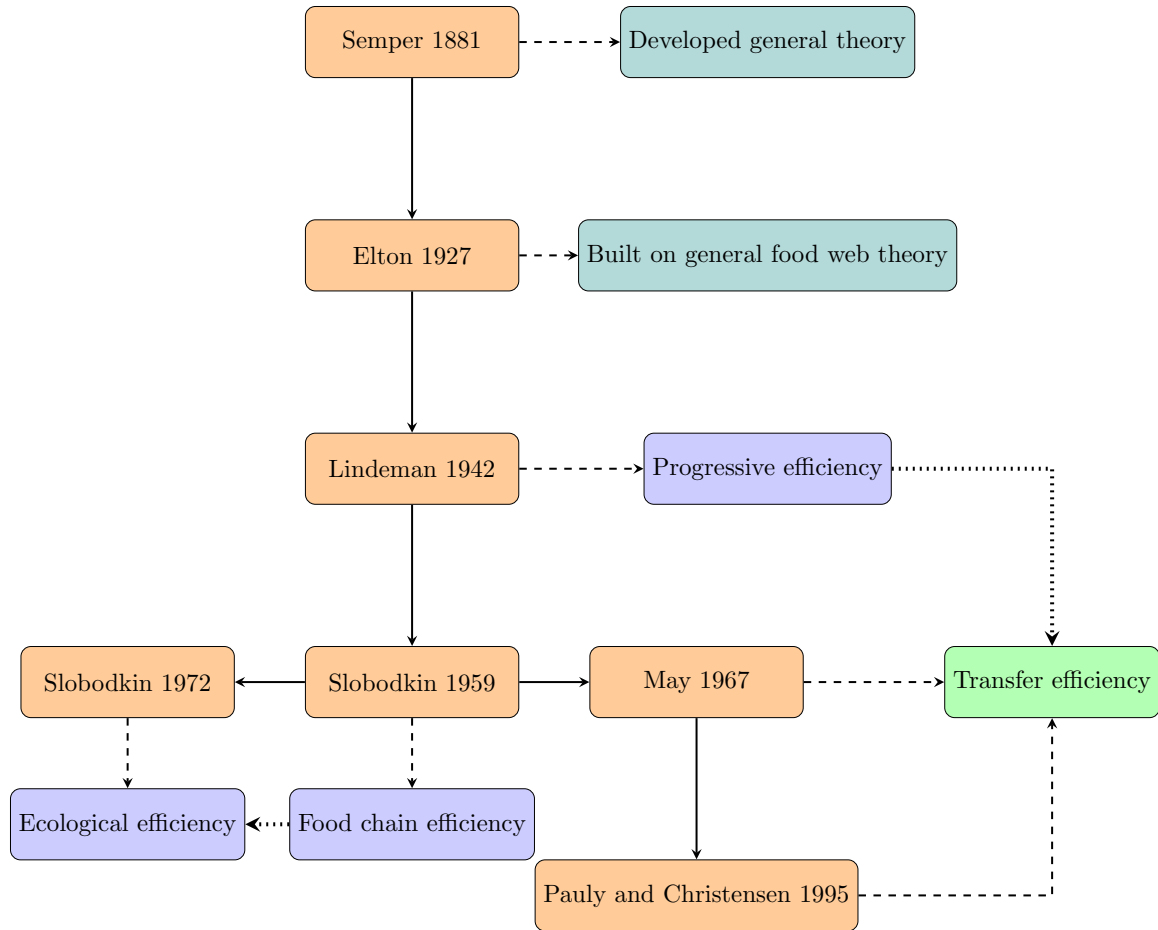 Semper 1881
Developed general theory
Elton 1927
Built on general food web theory
Lindeman 1942
Progressive efficiency
Slobodkin 1972
Slobodkin 1959
May 1967
Transfer efficiency
Ecological efficiency
Food chain efficiency
Pauly and Christensen 1995